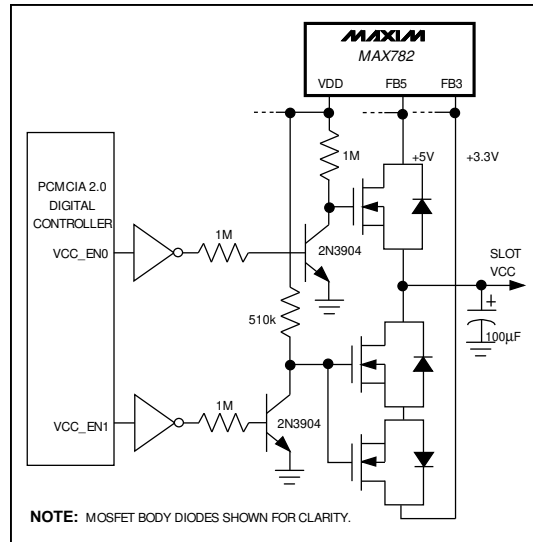 MAXIM
MAX782
VDD FB5 FB3
1M
+5V +3.3V
PCMCIA 2.0
DIGITAL
CONTROLLER
1M
VCC_EN0
2N3904
SLOT
VCC
510k
+
100µF
1M
VCC_EN1
2N3904
NOTE: MOSFET BODY DIODES SHOWN FOR CLARITY.